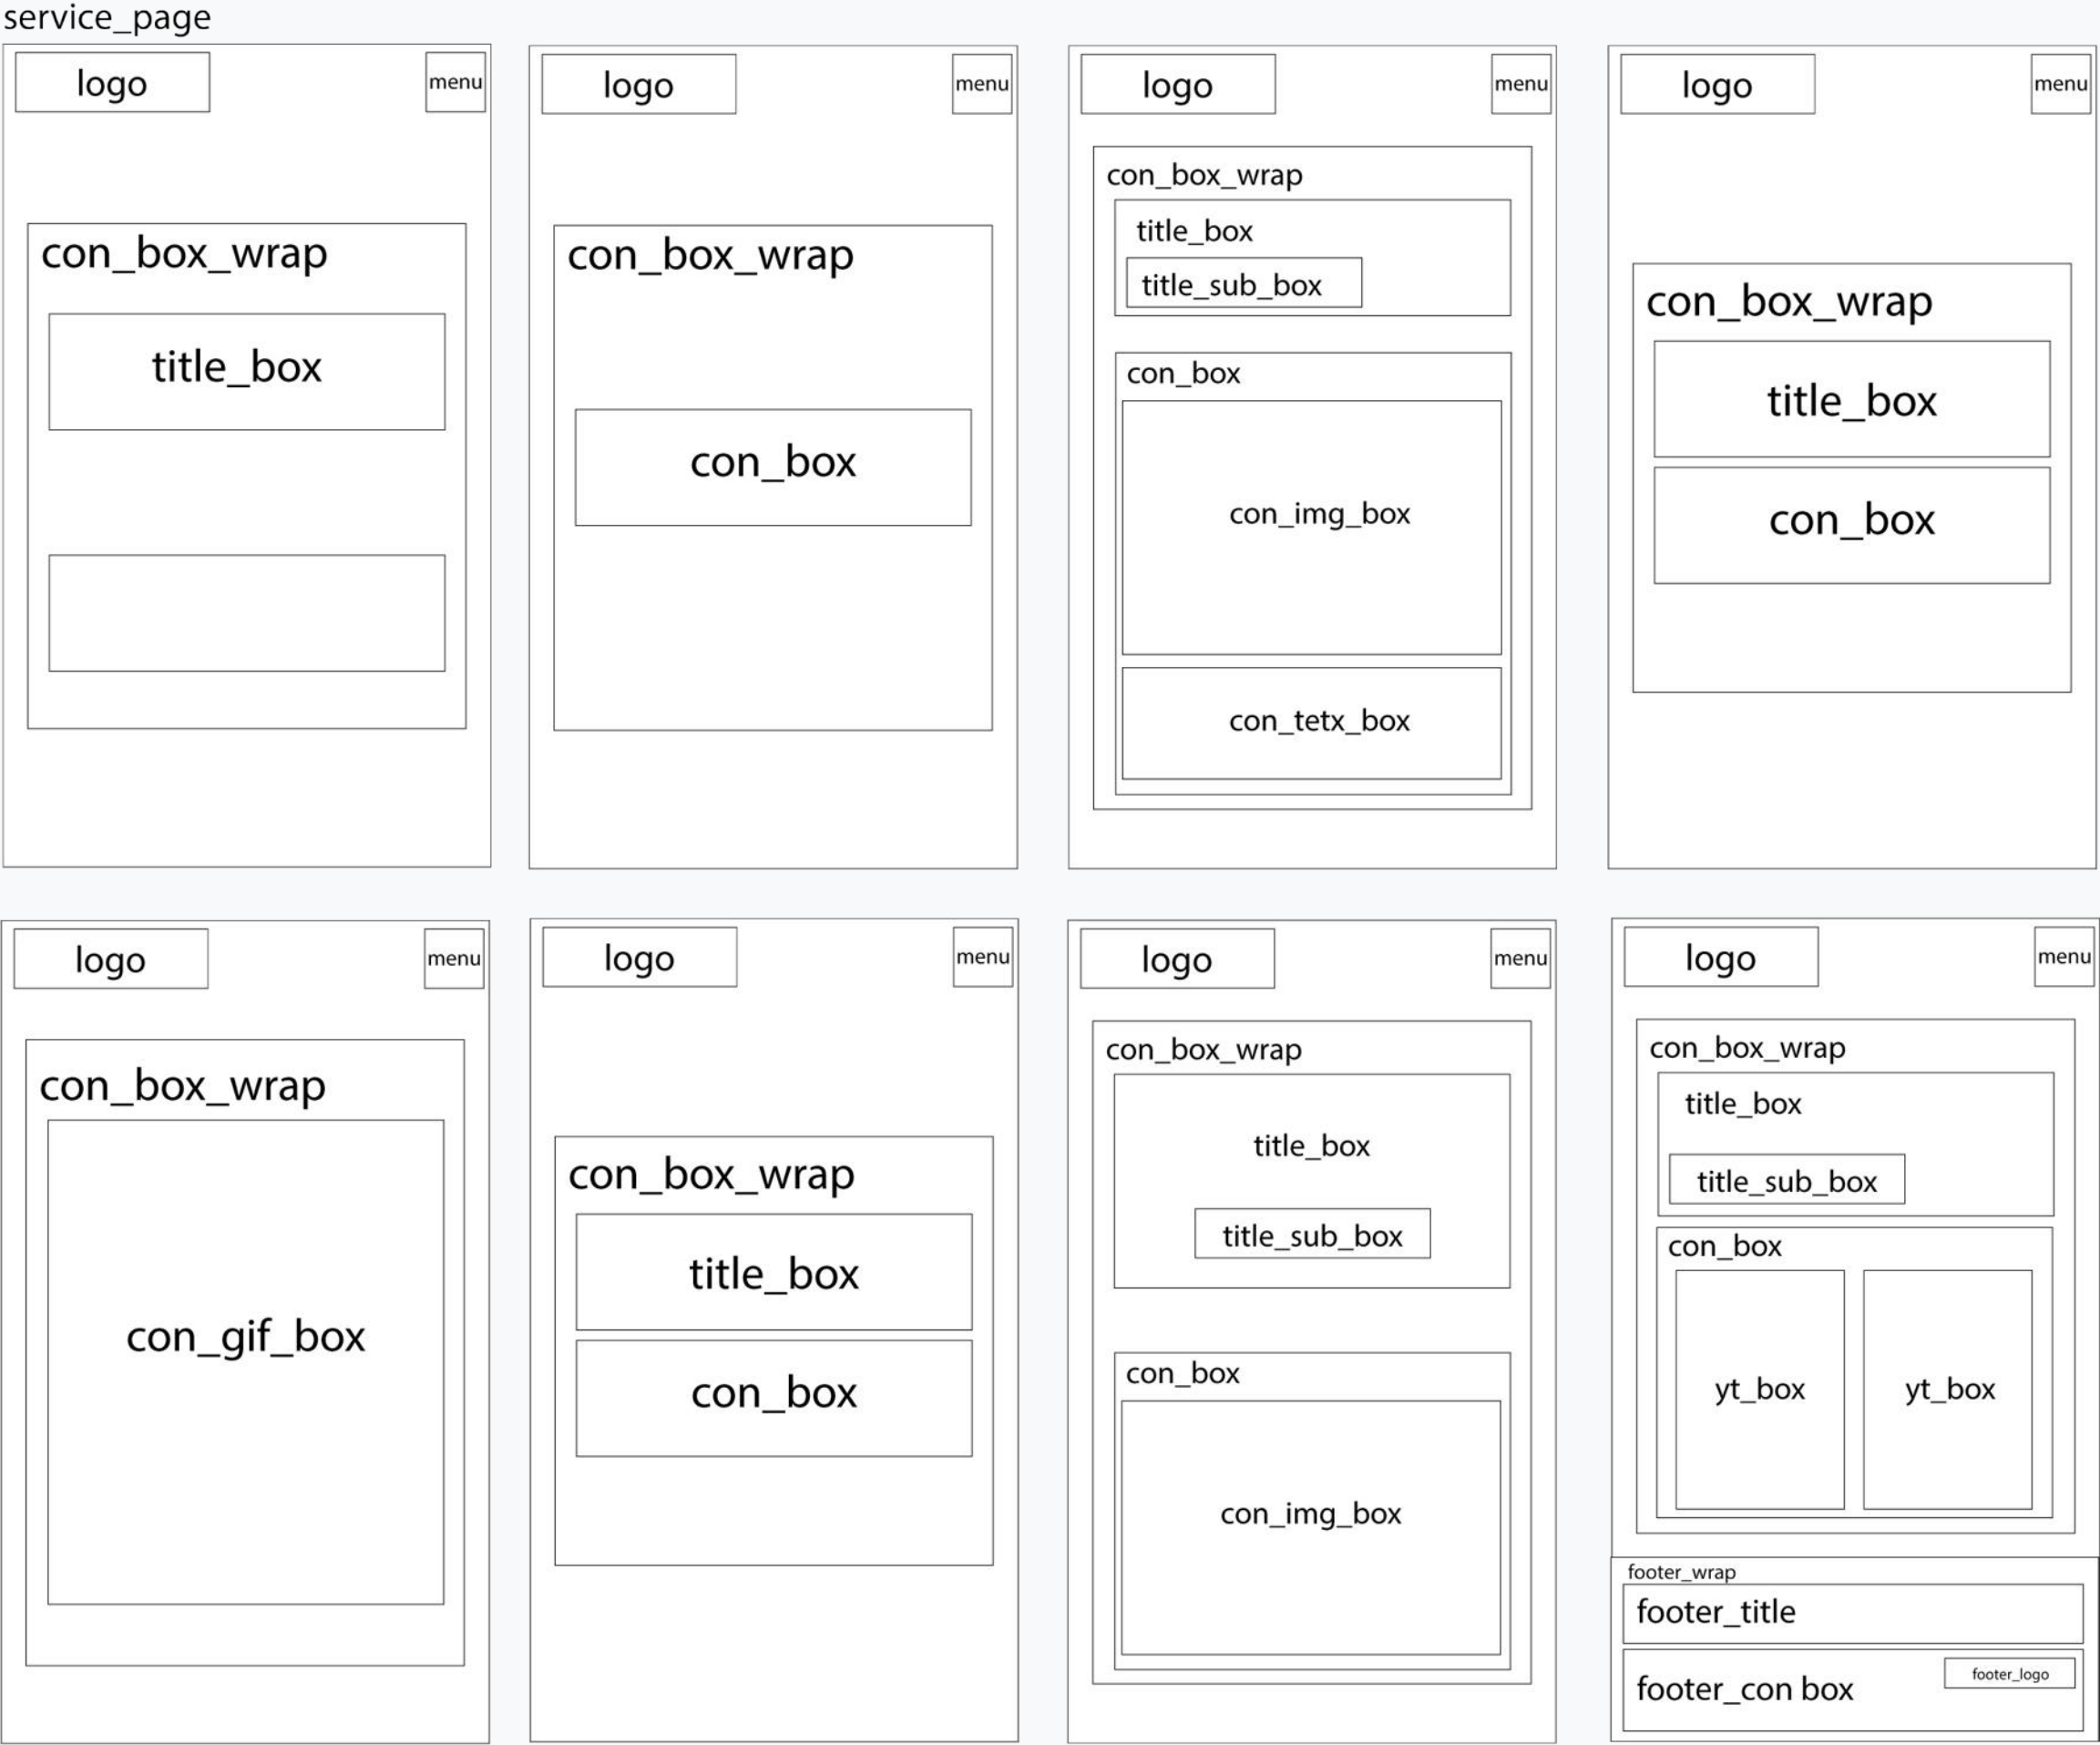 service_page
logo
menu
con_box_wrap
title_box
logo
menu
con_box_wrap
con_box
logo
menu
con_box_wrap
title_box
title_sub_box
con_box
con_img_box
con_tetx_box
logo
menu
con_box_wrap
title_box
con_box
logo
menu
con_box_wrap
con_gif_box
logo
menu
con_box_wrap
title_box
con_box
logo
menu
con_box_wrap
title_box
title_sub_box
con_box
con_img_box
logo
menu
con_box_wrap
title_box
title_sub_box
con_box
yt_box
yt_box
footer_wrap
footer_title
footer_con box
footer_logo